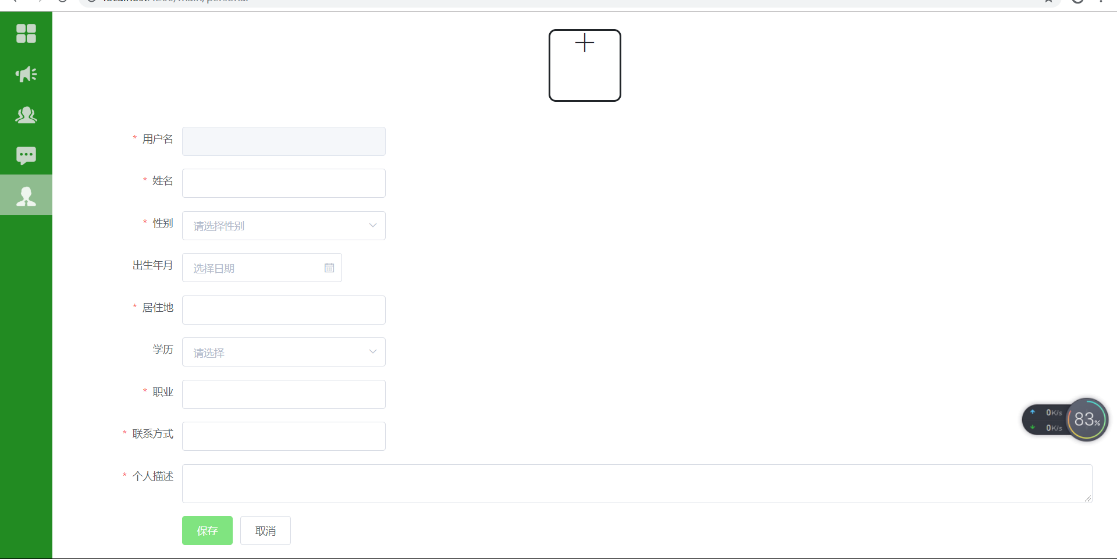 * 用户名
* 姓名
* 性别 请选择性别
出生年月 选择日期
* 居住地
学历 请选择
* 职业
* 联系方式
* 个人描述
保存 取消
0K/s
0K/s
83%